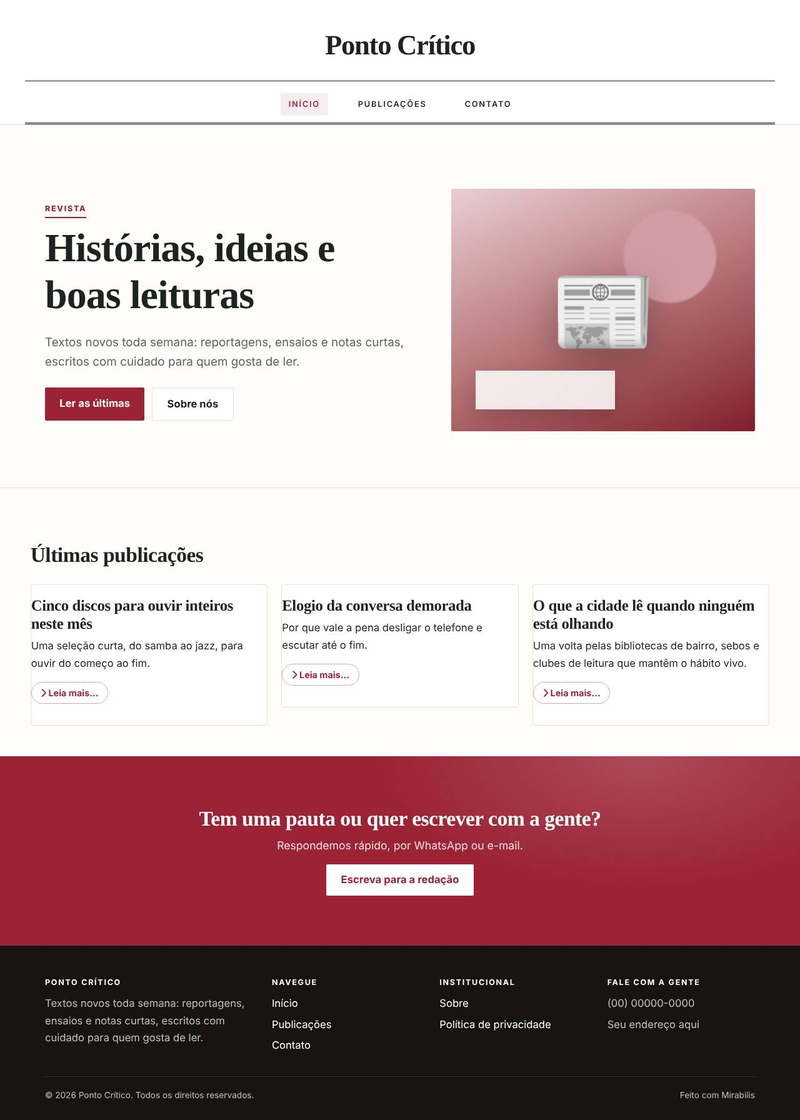 Ponto Crítico
INÍCIO
PUBLICAÇÕES
CONTATO
REVISTA
Histórias, ideias e
boas leituras
Textos novos toda semana: reportagens, ensaios e notas curtas,
escritos com cuidado para quem gosta de ler.
Ler as últimas
Sobre nós
Últimas publicações
Cinco discos para ouvir inteiros
neste mês
Uma seleção curta, do samba ao jazz, para
ouvir do começo ao fim.
Leia mais...
Elogio da conversa demorada
Por que vale a pena desligar o telefone e
escutar até o fim.
Leia mais...
O que a cidade lê quando ninguém
está olhando
Uma volta pelas bibliotecas de bairro, sebos e
clubes de leitura que mantêm o hábito vivo.
Leia mais...
Tem uma pauta ou quer escrever com a gente?
Respondemos rápido, por WhatsApp ou e-mail.
Escreva para a redação
PONTO CRÍTICO
Textos novos toda semana: reportagens,
ensaios e notas curtas, escritos com
cuidado para quem gosta de ler.
NAVEGUE
Início
Publicações
Contato
INSTITUCIONAL
Sobre
Política de privacidade
FALE COM A GENTE
(00) 00000-0000
Seu endereço aqui
© 2026 Ponto Crítico. Todos os direitos reservados.
Feito com Mirabilis